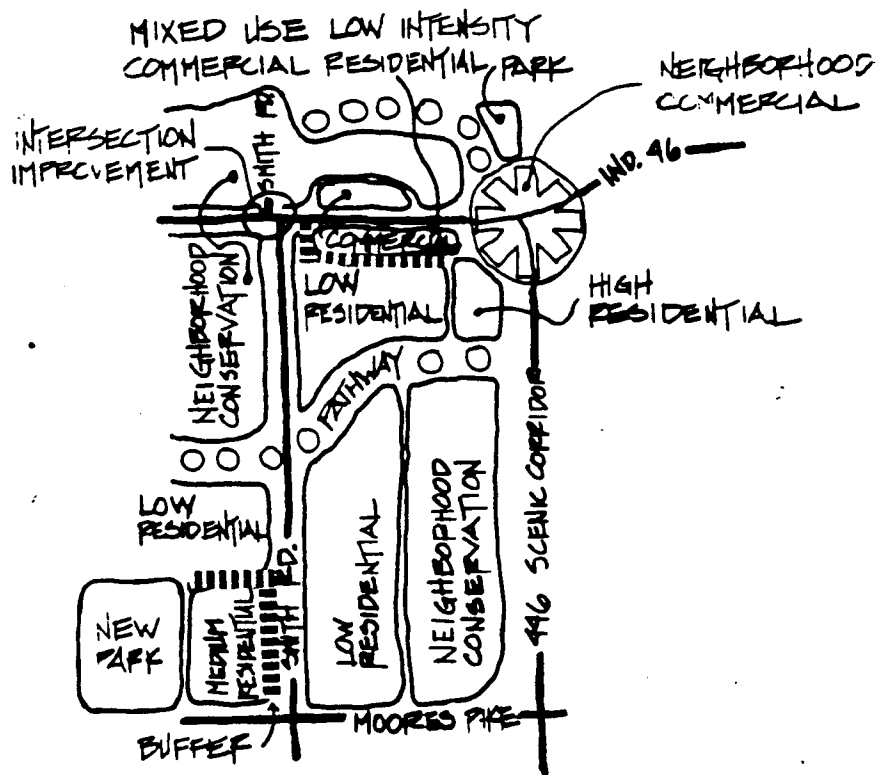 MIXED USE LOW INTENSITY
COMMERCIAL RESIDENTIAL
PARK
NEIGHBORHOOD
COMMERCIAL
INTERSECTION
IMPROVEMENT
SMITH RD.
IND. 46
COMMERCIAL
LOW
RESIDENTIAL
HIGH
RESIDENTIAL
NEIGHBORHOOD
CONSERVATION
PATHWAY
LOW
RESIDENTIAL
446 SCENIC CORRIDOR
NEW
PARK
MEDIUM
RESIDENTIAL
SMITH RD.
LOW
RESIDENTIAL
NEIGHBORHOOD
CONSERVATION
MOORES PIKE
BUFFER
446